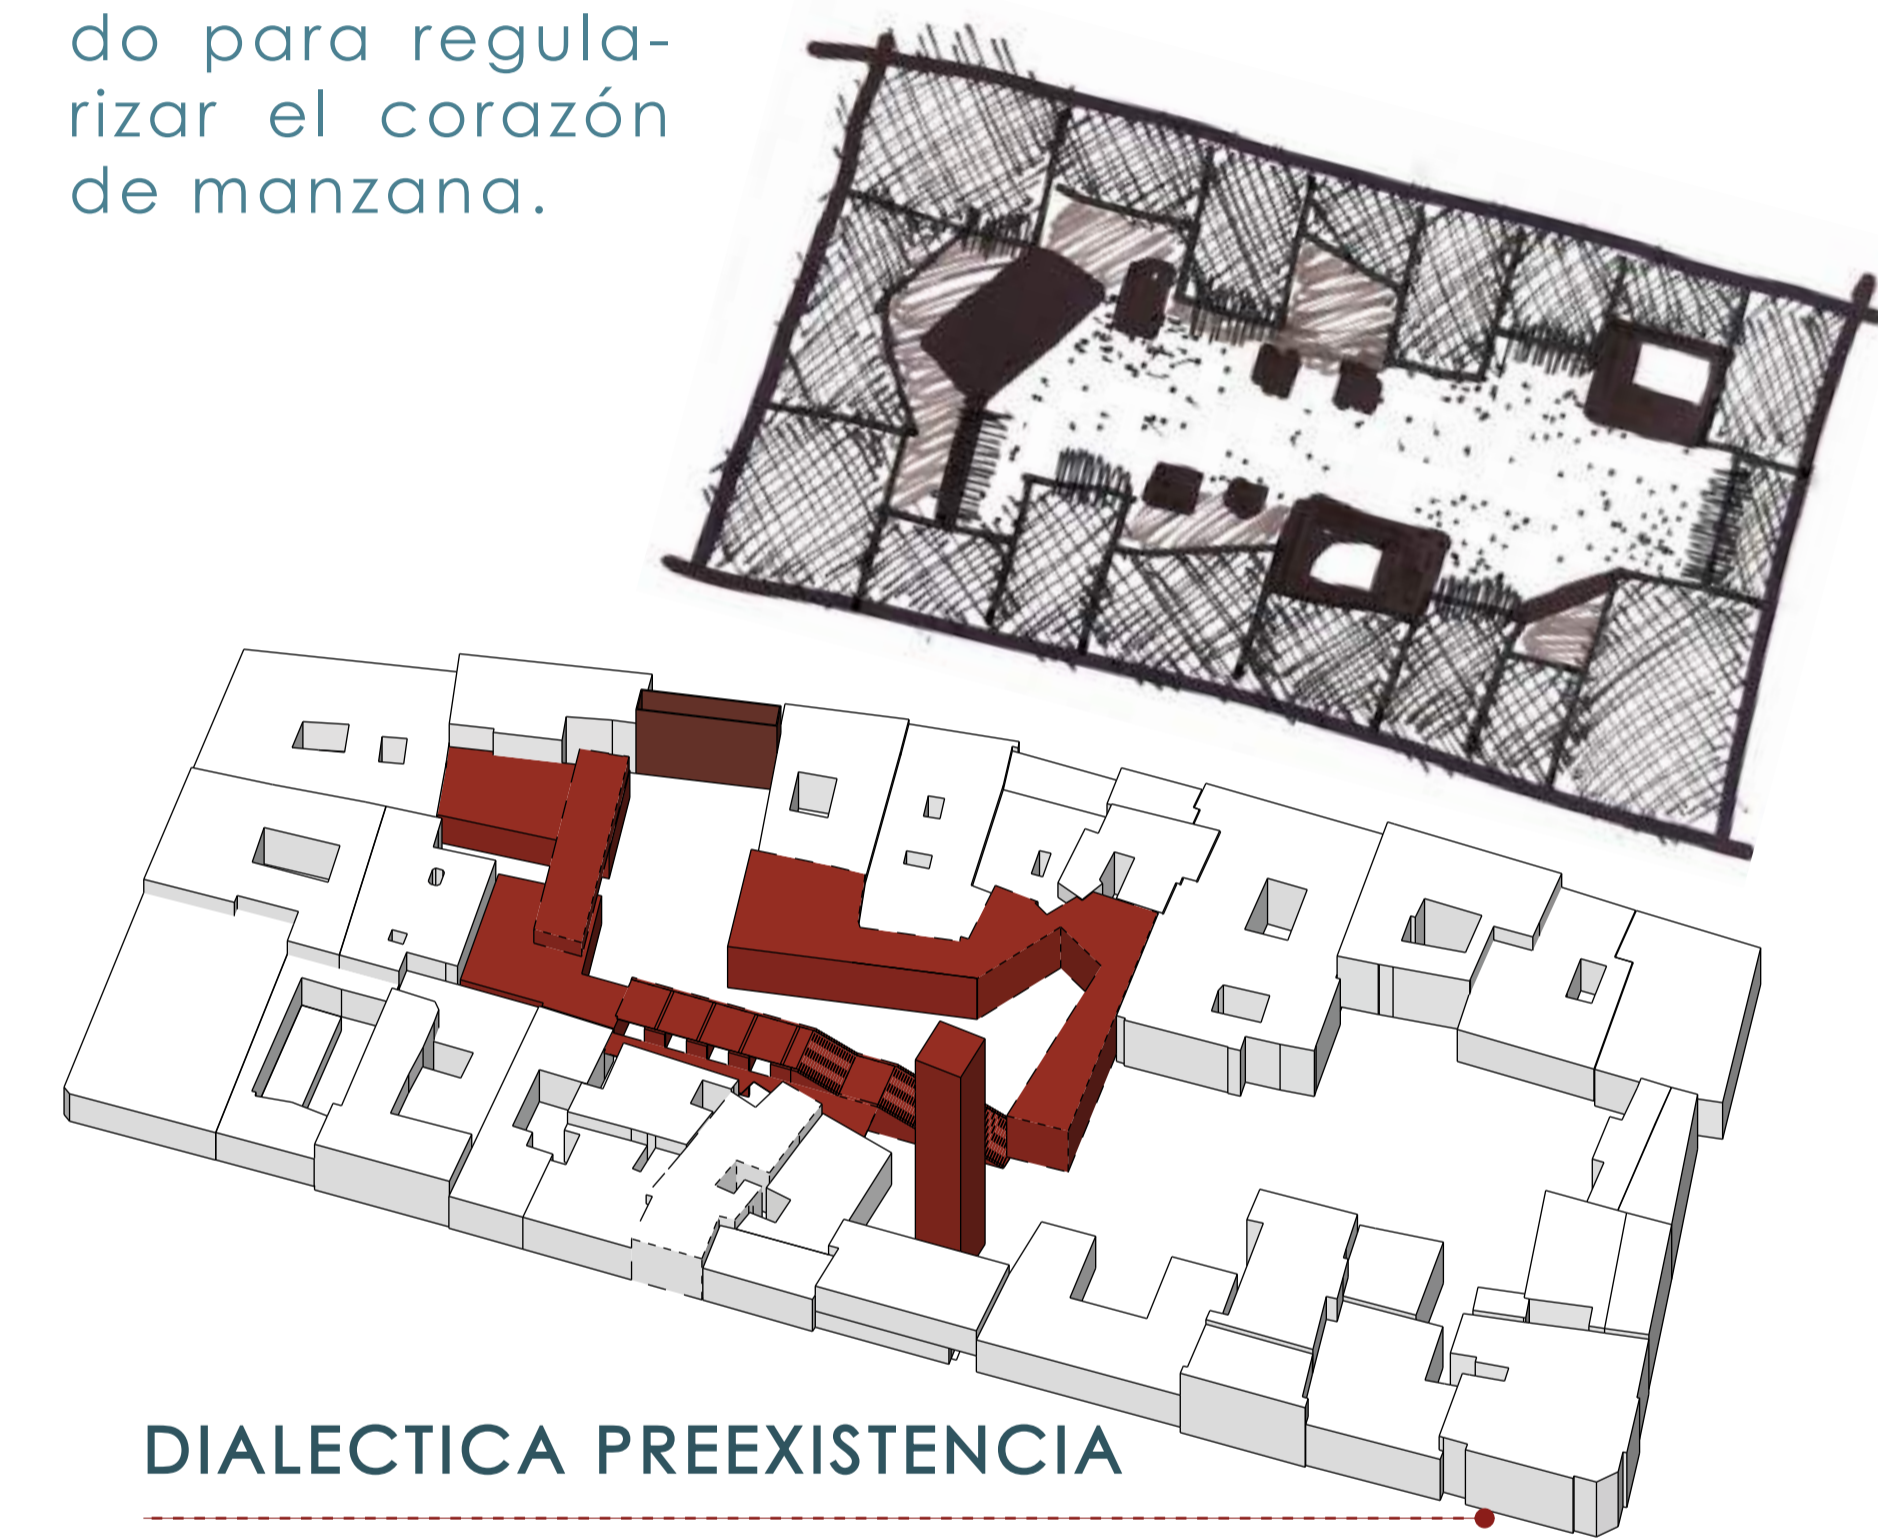 do para regula-
rizar el corazón
de manzana.
DIALECTICA PREEXISTENCIA